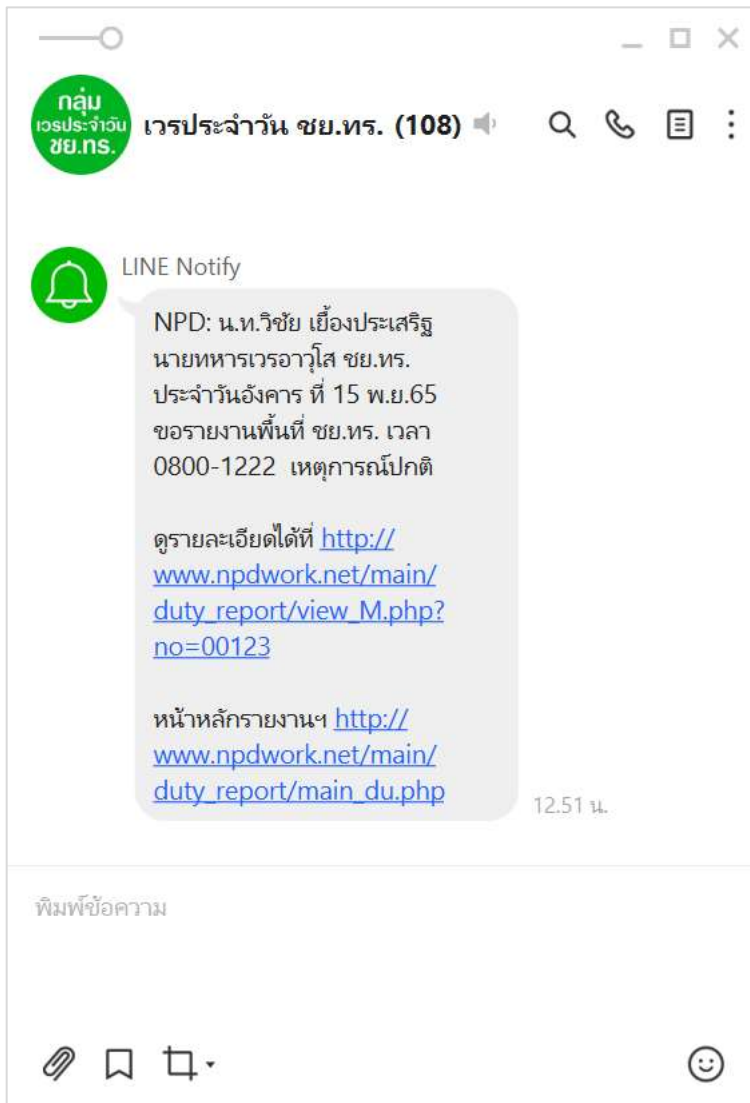 กลุ่ม
เวรประจำวัน
ชย.ทร.
เวรประจำวัน ชย.ทร. (108)
LINE Notify
NPD: น.ท.วิชัย เยื้องประเสริฐ
นายทหารเวรอาวุโส ชย.ทร.
ประจำวันอังคาร ที่ 15 พ.ย.65
ขอรายงานพื้นที่ ชย.ทร. เวลา
0800-1222 เหตุการณ์ปกติ
ดูรายละเอียดได้ที่ http://
www.npdwork.net/main/
duty_report/view_M.php?
no=00123
หน้าหลักรายงานฯ http://
www.npdwork.net/main/
duty_report/main_du.php
12.51 น.
พิมพ์ข้อความ